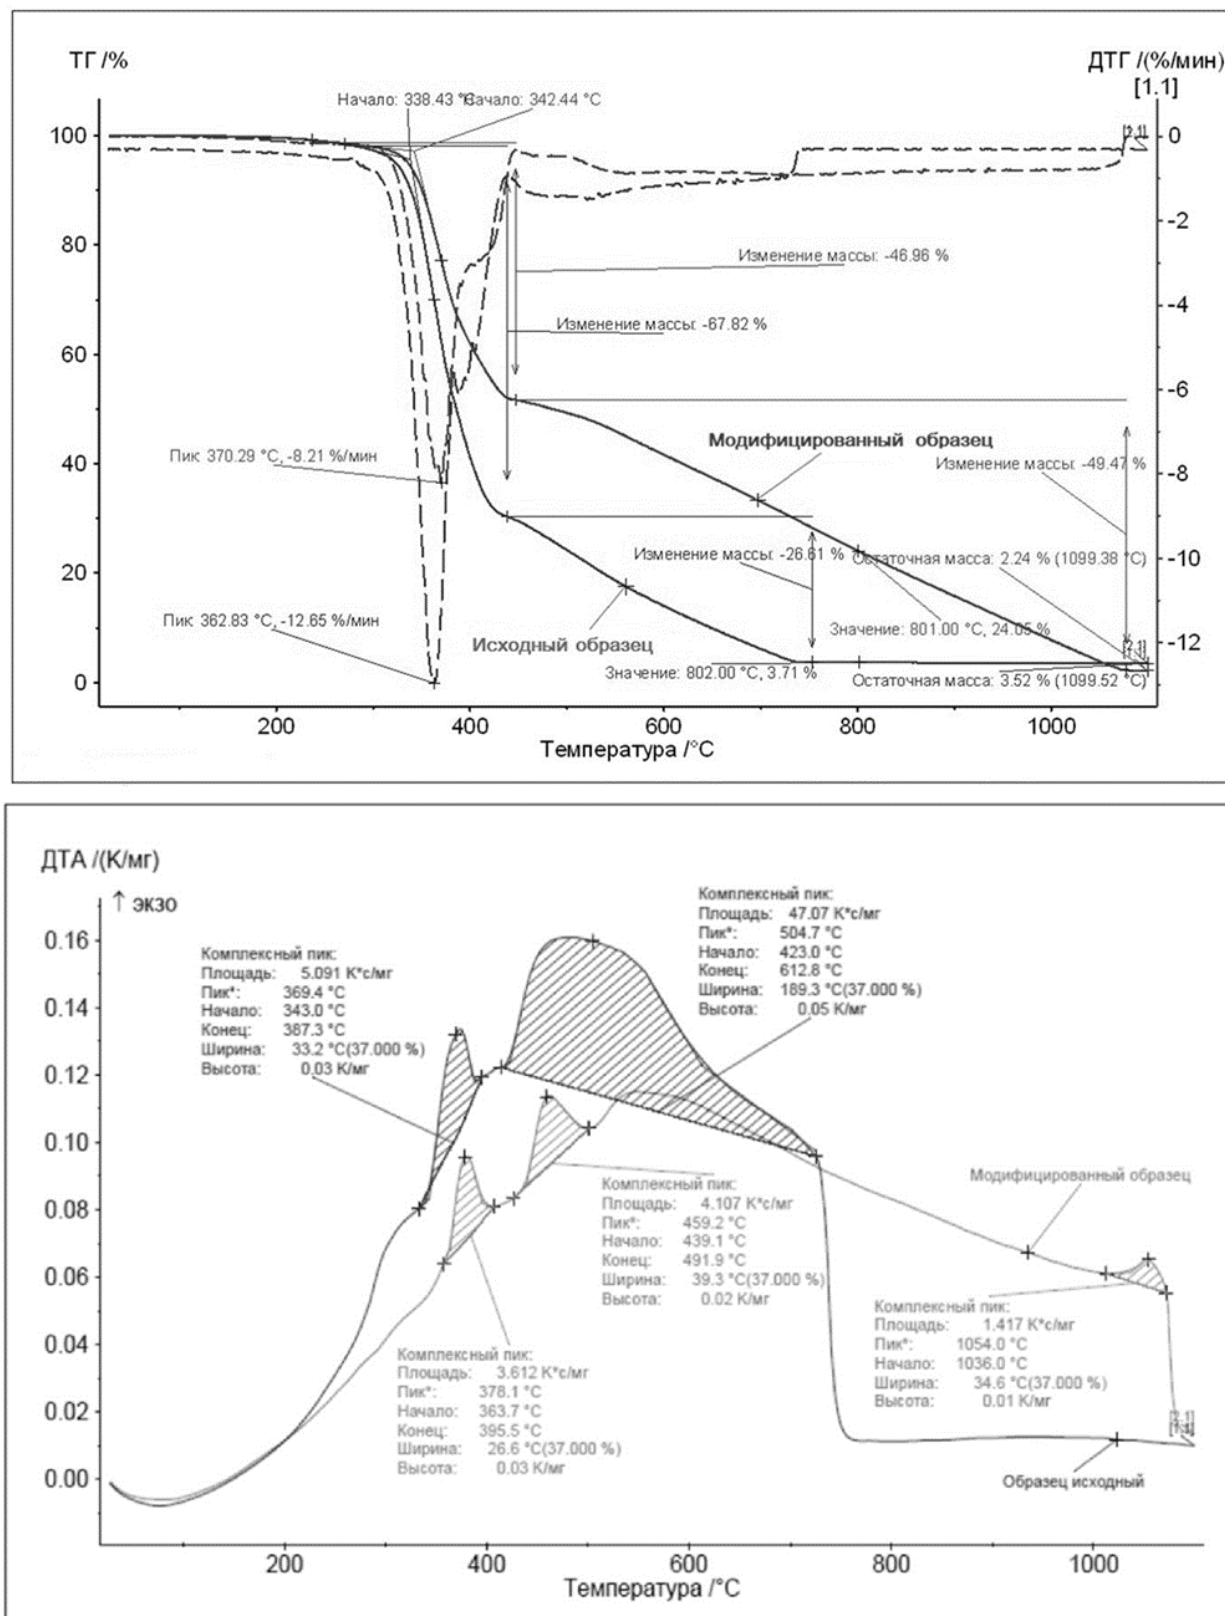 ТГ /%
ДТГ /(%/мин)
[1.1]
Начало: 338.43 °C
Начало: 342.44 °C
100
80
60
40
20
0
0
-2
-4
-6
-8
-10
-12
Изменение массы: -46.96 %
Изменение массы: -67.82 %
Модифицированный образец
Пик: 370.29 °C, -8.21 %/мин
Изменение массы: -49.47 %
Изменение массы: -26.61 %
Остаточная масса: 2.24 % (1099.38 °C)
Пик: 362.83 °C, -12.65 %/мин
Значение: 801.00 °C, 24.05 %
Исходный образец
Значение: 802.00 °C, 3.71 %
Остаточная масса: 3.52 % (1099.52 °C)
200
400
600
800
1000
Температура /°C
ДТА /(К/мг)
↑ экзо
0.16
0.14
0.12
0.10
0.08
0.06
0.04
0.02
0.00
Комплексный пик:
Площадь: 47.07 К*с/мг
Пик*: 504.7 °C
Начало: 423.0 °C
Конец: 612.8 °C
Ширина: 189.3 °C(37.000 %)
Высота: 0.05 К/мг
Комплексный пик:
Площадь: 5.091 К*с/мг
Пик*: 369.4 °C
Начало: 343.0 °C
Конец: 387.3 °C
Ширина: 33.2 °C(37.000 %)
Высота: 0.03 К/мг
Модифицированный образец
Комплексный пик:
Площадь: 4.107 К*с/мг
Пик*: 459.2 °C
Начало: 439.1 °C
Конец: 491.9 °C
Ширина: 39.3 °C(37.000 %)
Высота: 0.02 К/мг
Комплексный пик:
Площадь: 1.417 К*с/мг
Пик*: 1054.0 °C
Начало: 1036.0 °C
Ширина: 34.6 °C(37.000 %)
Высота: 0.01 К/мг
Комплексный пик:
Площадь: 3.612 К*с/мг
Пик*: 378.1 °C
Начало: 363.7 °C
Конец: 395.5 °C
Ширина: 26.6 °C(37.000 %)
Высота: 0.03 К/мг
Образец исходный
200
400
600
800
1000
Температура /°C